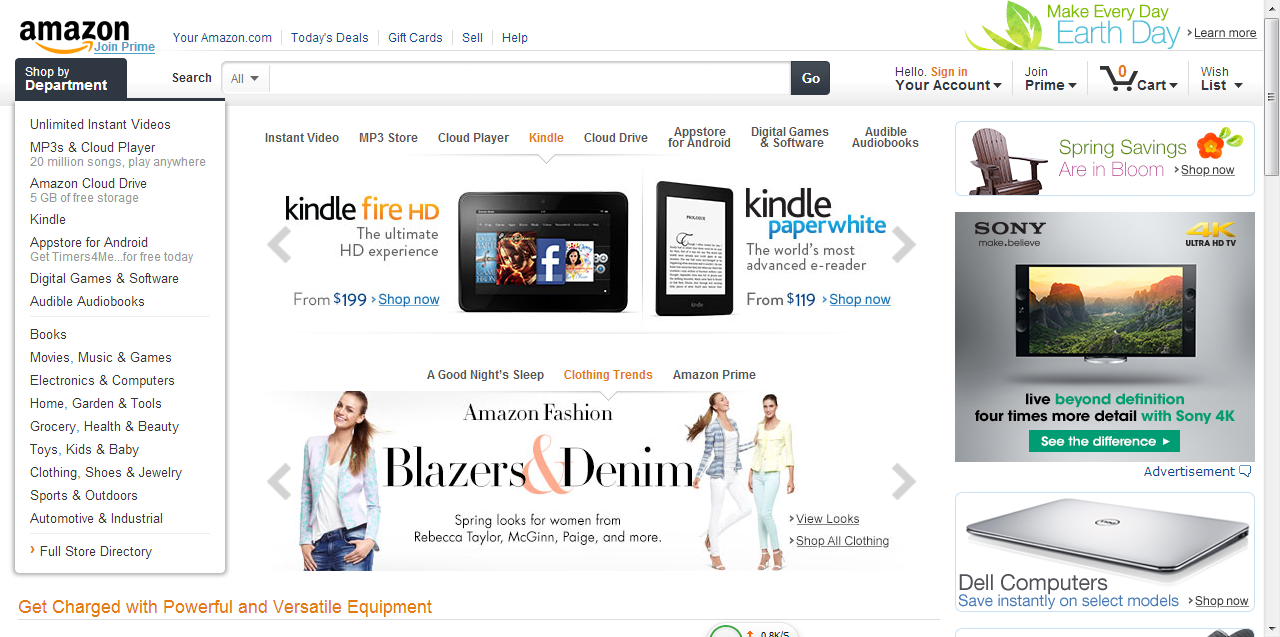 amazon
Join Prime
Your Amazon.com
Today's Deals
Gift Cards
Sell
Help
Make Every Day
Earth Day
Learn more
Shop by
Department
Search
All
Go
Hello. Sign in
Your Account
Join
Prime
0
Cart
Wish
List
Unlimited Instant Videos
MP3s & Cloud Player
20 million songs, play anywhere
Amazon Cloud Drive
5 GB of free storage
Kindle
Appstore for Android
Get Timers4Me...for free today
Digital Games & Software
Audible Audiobooks
Books
Movies, Music & Games
Electronics & Computers
Home, Garden & Tools
Grocery, Health & Beauty
Toys, Kids & Baby
Clothing, Shoes & Jewelry
Sports & Outdoors
Automotive & Industrial
Full Store Directory
Instant Video
MP3 Store
Cloud Player
Kindle
Cloud Drive
Appstore
for Android
Digital Games
& Software
Audible
Audiobooks
kindle fire HD
The ultimate
HD experience
From $199 Shop now
PROLOGUE
kindle
kindle
paperwhite
The world's most
advanced e-reader
From $119 Shop now
A Good Night's Sleep
Clothing Trends
Amazon Prime
Amazon Fashion
Blazers & Denim
Spring looks for women from
Rebecca Taylor, McGinn, Paige, and more.
View Looks
Shop All Clothing
Spring Savings
Are in Bloom Shop now
SONY
make.believe
4K
ULTRA HD TV
live beyond definition
four times more detail with Sony 4K
See the difference
Advertisement
DELL
Dell Computers
Save instantly on select models Shop now
Get Charged with Powerful and Versatile Equipment
0.8K/S